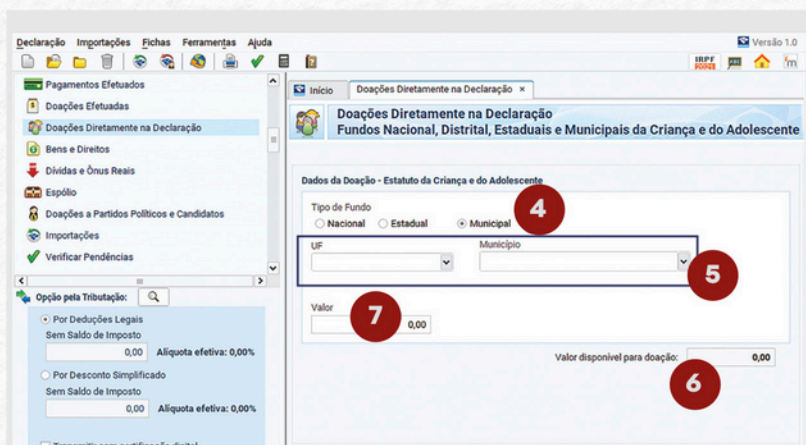 Declaração Importações Fichas Ferramentas Ajuda
Versão 1.0
IRPF
Pagamentos Efetuados
Doações Efetuadas
Doações Diretamente na Declaração
Bens e Direitos
Dívidas e Ônus Reais
Espólio
Doações a Partidos Políticos e Candidatos
Importações
Verificar Pendências
Opção pela Tributação:
Por Deduções Legais
Sem Saldo de Imposto
0,00 Alíquota efetiva: 0,00%
Por Desconto Simplificado
Sem Saldo de Imposto
0,00 Alíquota efetiva: 0,00%
Início
Doações Diretamente na Declaração ×
Doações Diretamente na Declaração
Fundos Nacional, Distrital, Estaduais e Municipais da Criança e do Adolescente
Dados da Doação - Estatuto da Criança e do Adolescente
Tipo de Fundo
Nacional Estadual Municipal
4
UF Município
5
Valor
7 0,00
Valor disponível para doação: 0,00
6